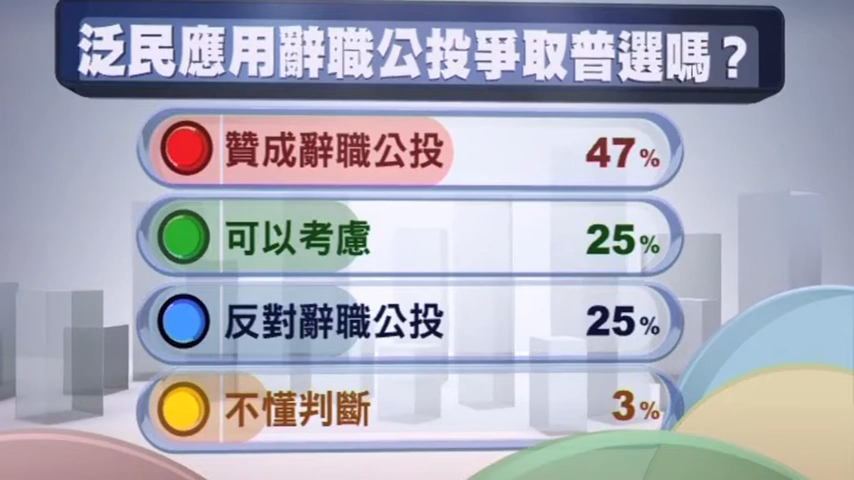 泛民應用辭職公投爭取普選嗎？
贊成辭職公投 47%
可以考慮 25%
反對辭職公投 25%
不懂判斷 3%